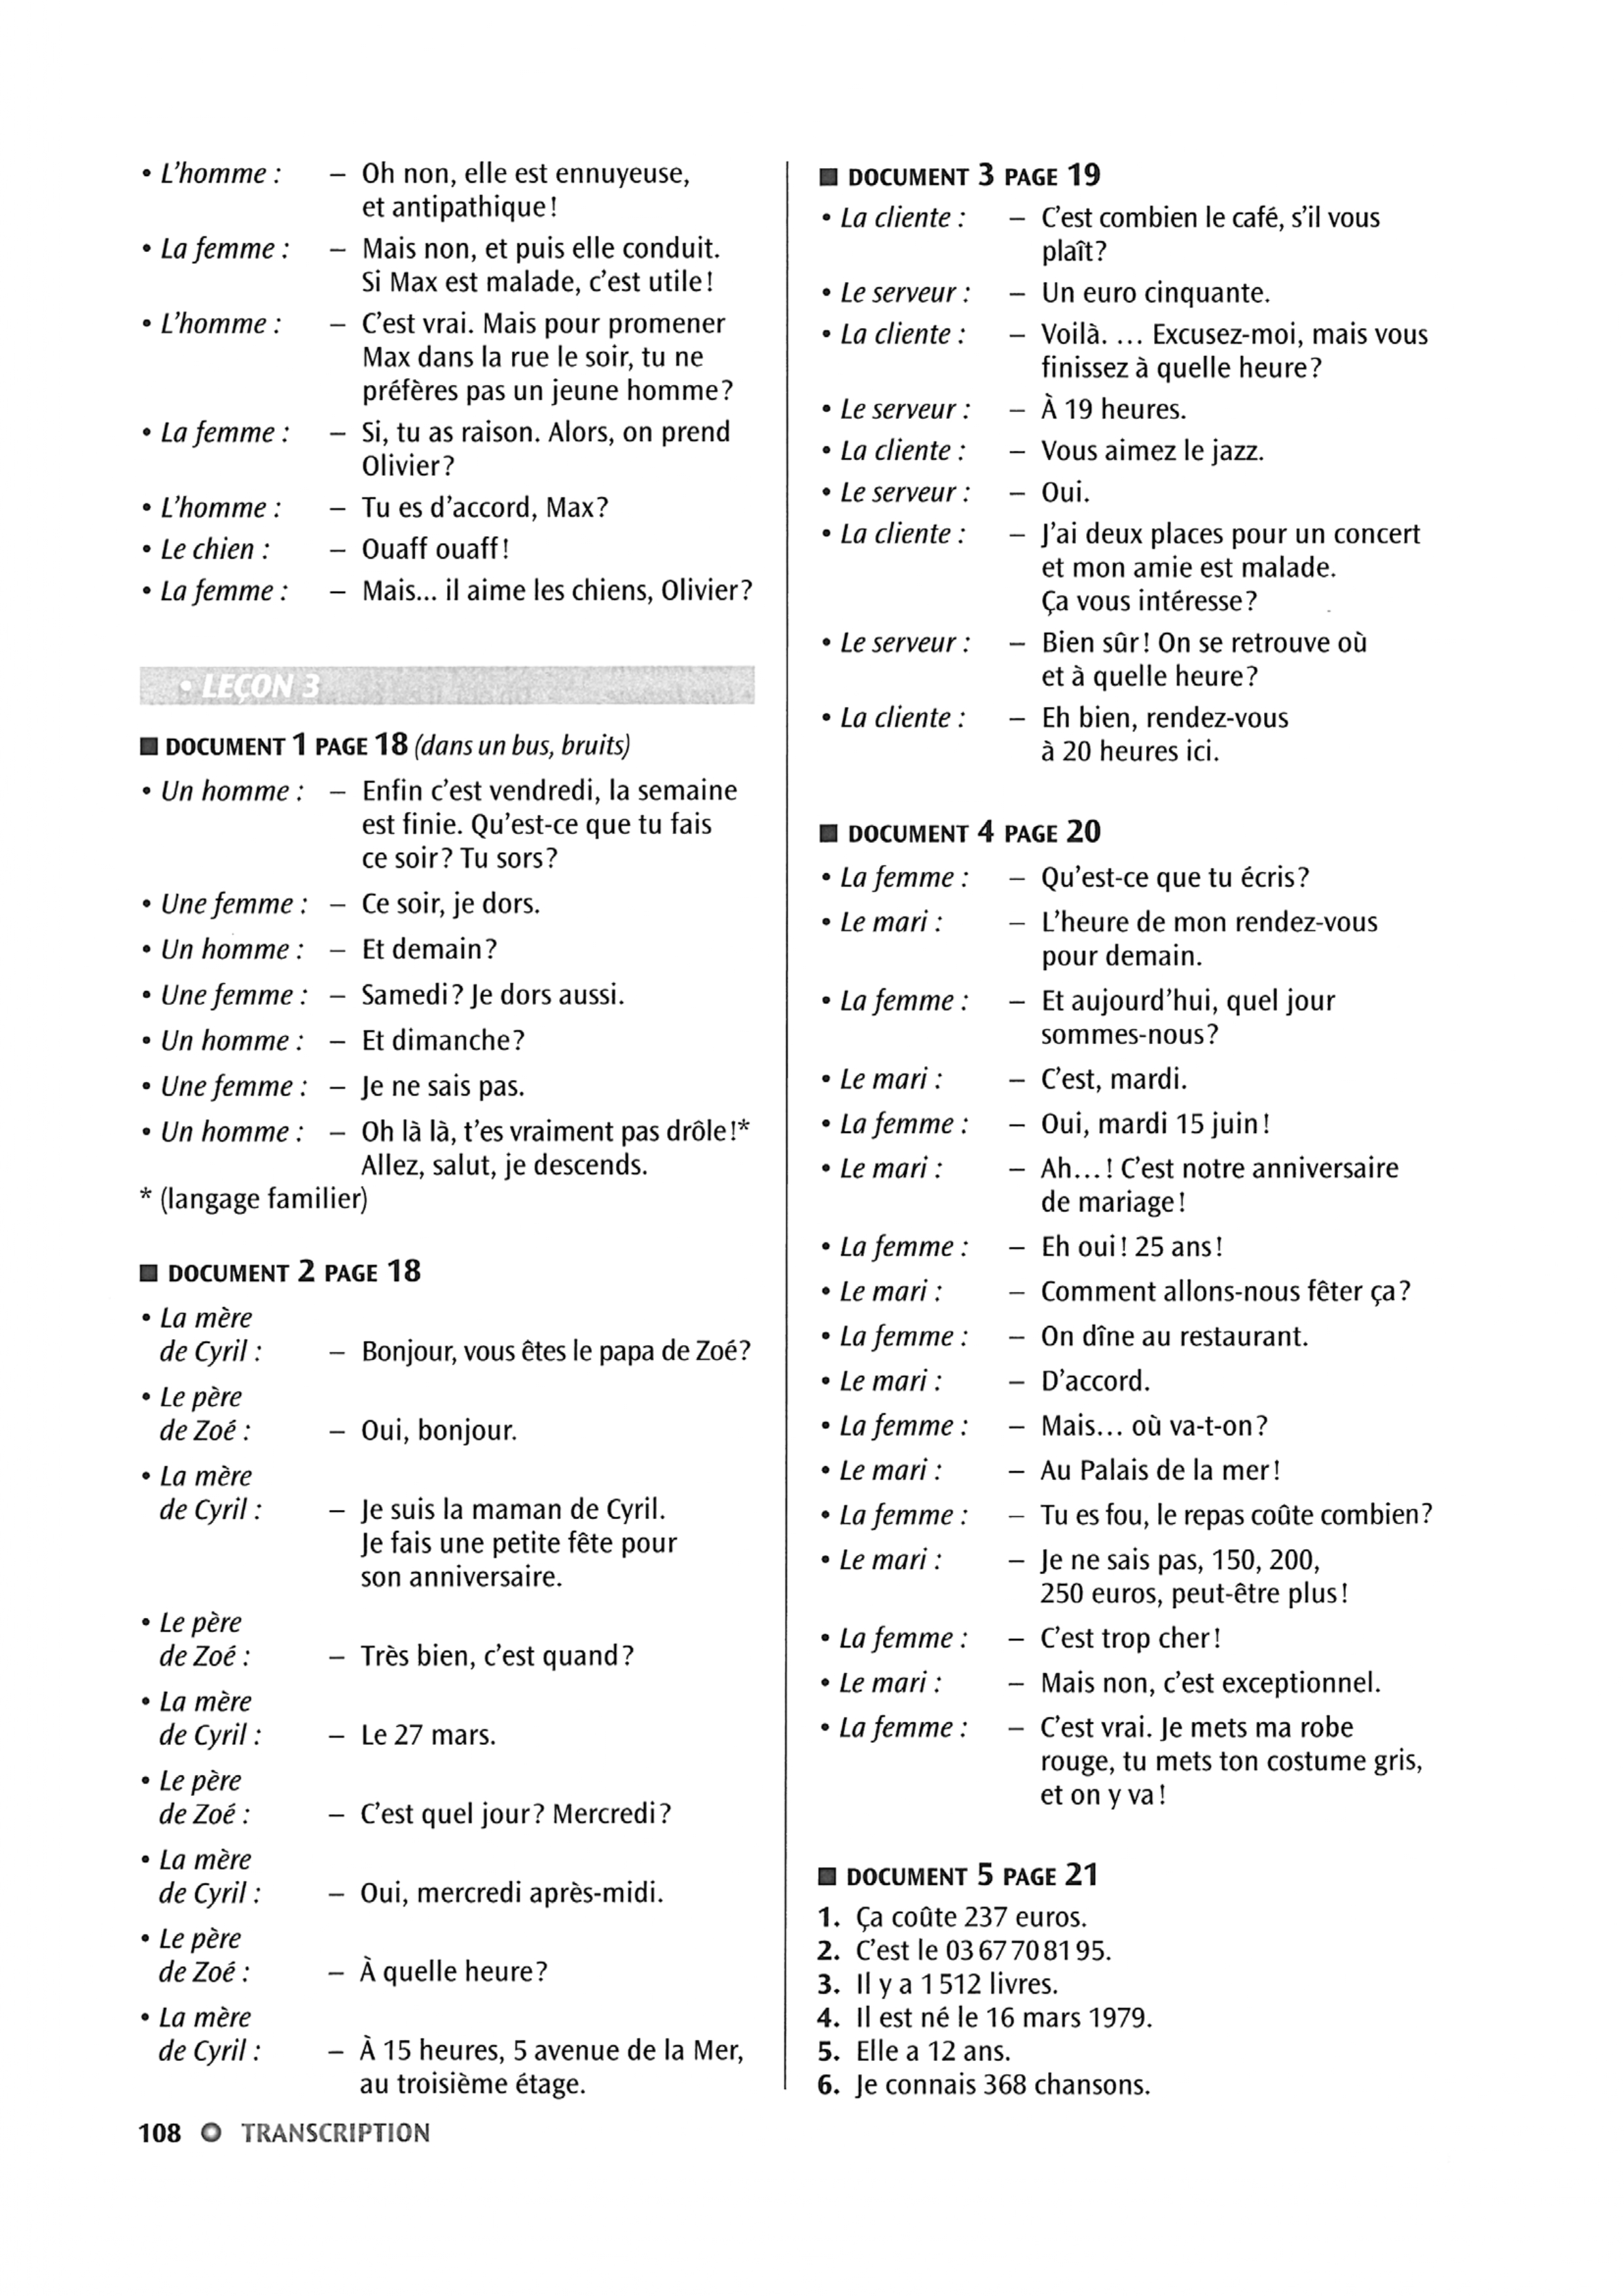 • L'homme : – Oh non, elle est ennuyeuse,
et antipathique !
• La femme : – Mais non, et puis elle conduit.
Si Max est malade, c'est utile !
• L'homme : – C'est vrai. Mais pour promener
Max dans la rue le soir, tu ne
préfères pas un jeune homme ?
• La femme : – Si, tu as raison. Alors, on prend
Olivier ?
• L'homme : – Tu es d'accord, Max ?
• Le chien : – Ouaff ouaff !
• La femme : – Mais... il aime les chiens, Olivier ?
• LEÇON 3
■ DOCUMENT 1 PAGE 18 (dans un bus, bruits)
• Un homme : – Enfin c'est vendredi, la semaine
est finie. Qu'est-ce que tu fais
ce soir ? Tu sors ?
• Une femme : – Ce soir, je dors.
• Un homme : – Et demain ?
• Une femme : – Samedi ? Je dors aussi.
• Un homme : – Et dimanche ?
• Une femme : – Je ne sais pas.
• Un homme : – Oh là là, t'es vraiment pas drôle !*
Allez, salut, je descends.
* (langage familier)
■ DOCUMENT 2 PAGE 18
• La mère
de Cyril : – Bonjour, vous êtes le papa de Zoé ?
• Le père
de Zoé : – Oui, bonjour.
• La mère
de Cyril : – Je suis la maman de Cyril.
Je fais une petite fête pour
son anniversaire.
• Le père
de Zoé : – Très bien, c'est quand ?
• La mère
de Cyril : – Le 27 mars.
• Le père
de Zoé : – C'est quel jour ? Mercredi ?
• La mère
de Cyril : – Oui, mercredi après-midi.
• Le père
de Zoé : – À quelle heure ?
• La mère
de Cyril : – À 15 heures, 5 avenue de la Mer,
au troisième étage.
■ DOCUMENT 3 PAGE 19
• La cliente : – C'est combien le café, s'il vous
plaît ?
• Le serveur : – Un euro cinquante.
• La cliente : – Voilà. ... Excusez-moi, mais vous
finissez à quelle heure ?
• Le serveur : – À 19 heures.
• La cliente : – Vous aimez le jazz.
• Le serveur : – Oui.
• La cliente : – J'ai deux places pour un concert
et mon amie est malade.
Ça vous intéresse ?
• Le serveur : – Bien sûr ! On se retrouve où
et à quelle heure ?
• La cliente : – Eh bien, rendez-vous
à 20 heures ici.
■ DOCUMENT 4 PAGE 20
• La femme : – Qu'est-ce que tu écris ?
• Le mari : – L'heure de mon rendez-vous
pour demain.
• La femme : – Et aujourd'hui, quel jour
sommes-nous ?
• Le mari : – C'est, mardi.
• La femme : – Oui, mardi 15 juin !
• Le mari : – Ah... ! C'est notre anniversaire
de mariage !
• La femme : – Eh oui ! 25 ans !
• Le mari : – Comment allons-nous fêter ça ?
• La femme : – On dîne au restaurant.
• Le mari : – D'accord.
• La femme : – Mais... où va-t-on ?
• Le mari : – Au Palais de la mer !
• La femme : – Tu es fou, le repas coûte combien ?
• Le mari : – Je ne sais pas, 150, 200,
250 euros, peut-être plus !
• La femme : – C'est trop cher !
• Le mari : – Mais non, c'est exceptionnel.
• La femme : – C'est vrai. Je mets ma robe
rouge, tu mets ton costume gris,
et on y va !
■ DOCUMENT 5 PAGE 21
1. Ça coûte 237 euros.
2. C'est le 03 67 70 81 95.
3. Il y a 1 512 livres.
4. Il est né le 16 mars 1979.
5. Elle a 12 ans.
6. Je connais 368 chansons.
108 TRANSCRIPTION